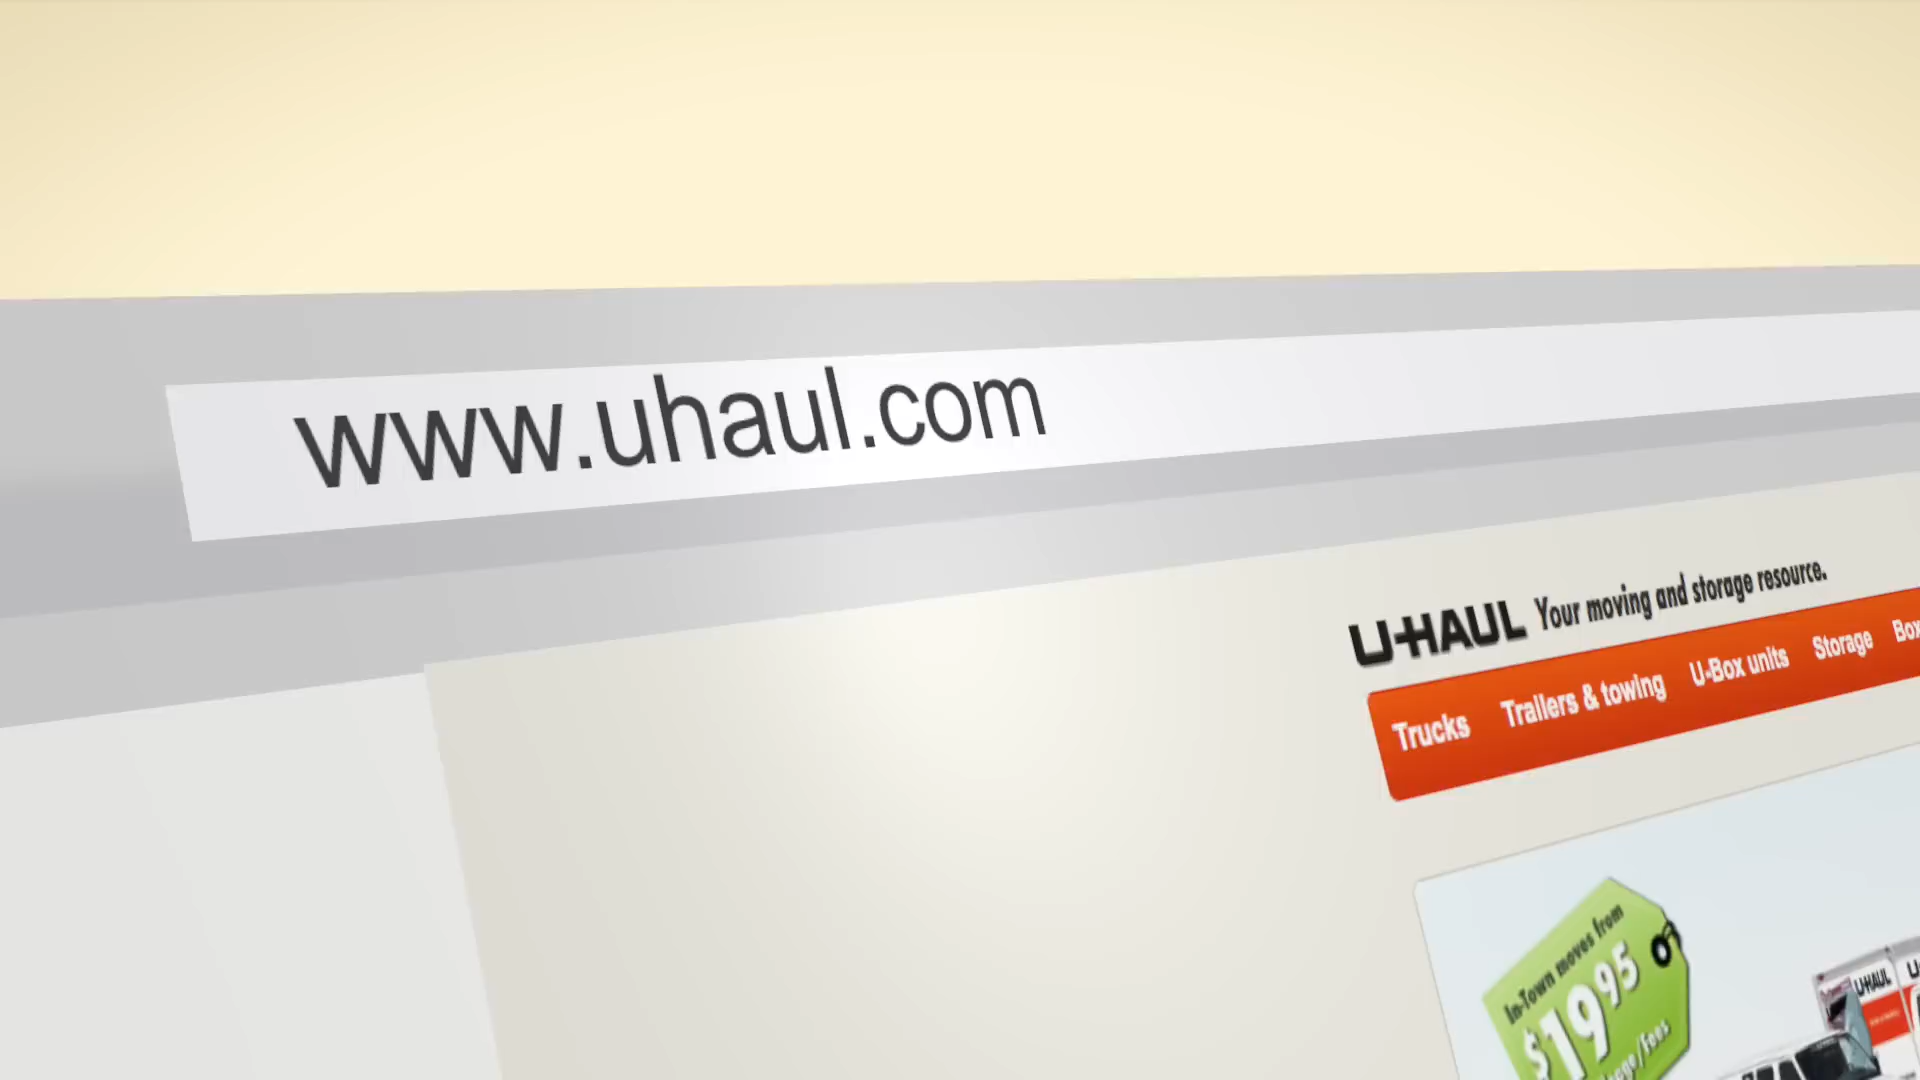 www.uhaul.com
U-HAUL Your moving and storage resource.
Trucks Trailers & towing U-Box units Storage
In-Town moves from
$19.95
U-HAUL